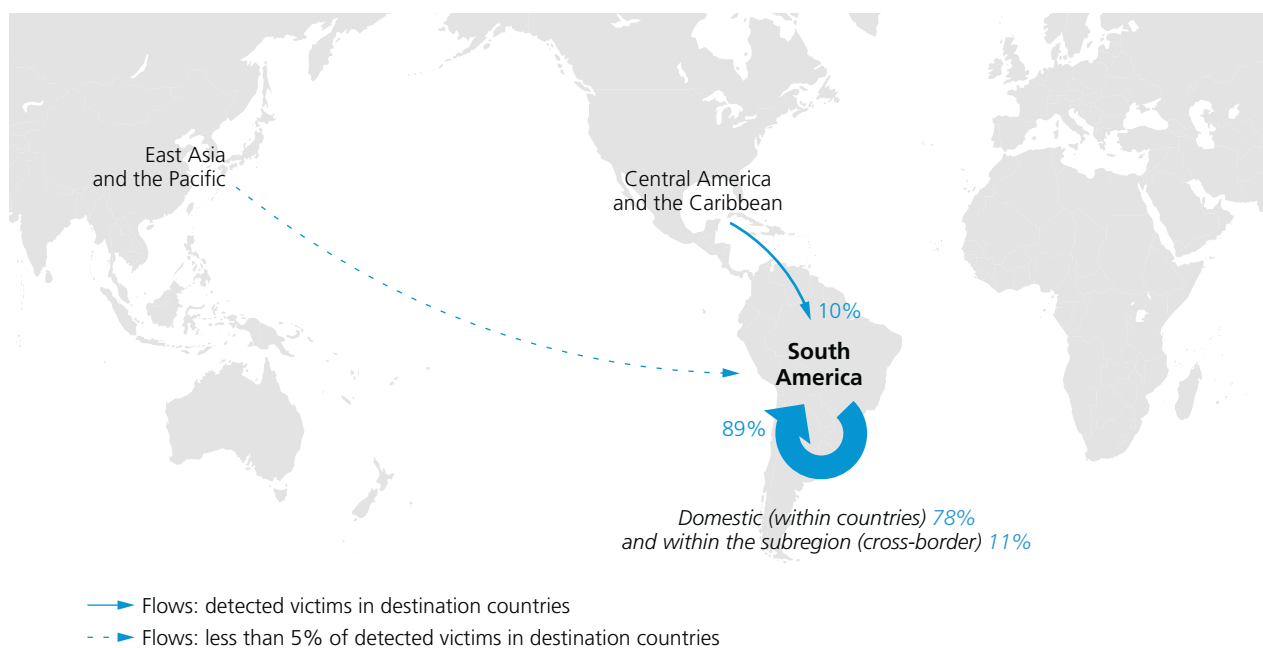 East Asia
and the Pacific
Central America
and the Caribbean
10%
South
America
89%
Domestic (within countries) 78%
and within the subregion (cross-border) 11%
Flows: detected victims in destination countries
Flows: less than 5% of detected victims in destination countries